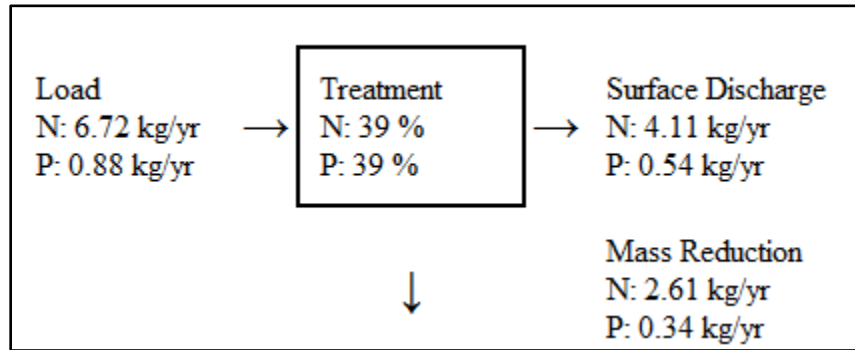 Load
N: 6.72 kg/yr
P: 0.88 kg/yr
→
Treatment
N: 39 %
P: 39 %
→
Surface Discharge
N: 4.11 kg/yr
P: 0.54 kg/yr
↓
Mass Reduction
N: 2.61 kg/yr
P: 0.34 kg/yr